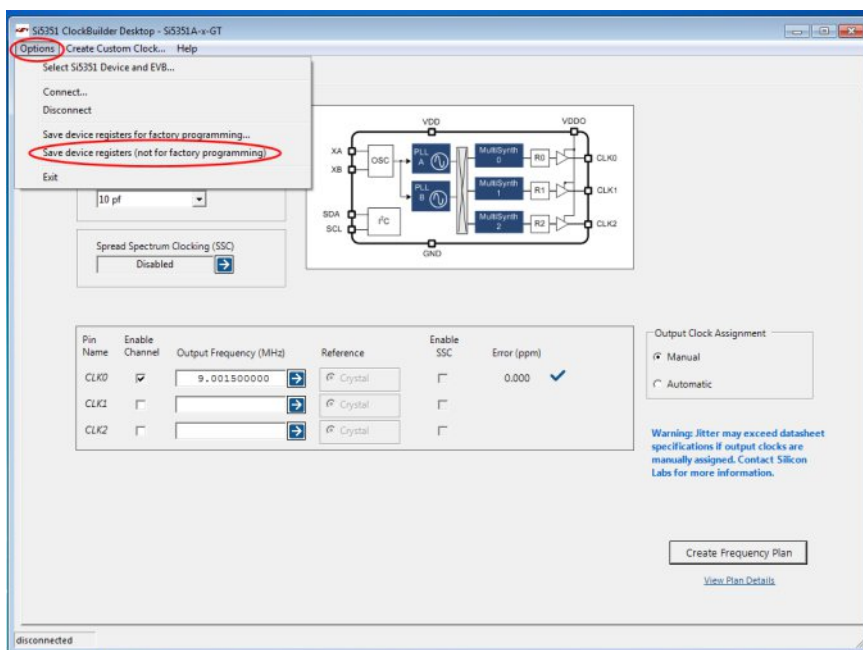 Si5351 ClockBuilder Desktop - Si5351A-x-GT
Options Create Custom Clock... Help
Select Si5351 Device and EVB...
Connect...
Disconnect
Save device registers for factory programming...
Save device registers (not for factory programming)
Exit
10 pf
Spread Spectrum Clocking (SSC)
Disabled
VDD VDDO
XA
XB
OSC
PLL
A
PLL
B
MultiSynth
0
R0
CLK0
MultiSynth
1
R1
CLK1
MultiSynth
2
R2
CLK2
SDA
SCL
I²C
GND
Pin Name Enable Channel Output Frequency (MHz) Reference Enable SSC Error (ppm)
CLK0 9.001500000 Crystal 0.000
CLK1 Crystal
CLK2 Crystal
Output Clock Assignment
Manual
Automatic
Warning: Jitter may exceed datasheet
specifications if output clocks are
manually assigned. Contact Silicon
Labs for more information.
Create Frequency Plan
View Plan Details
disconnected